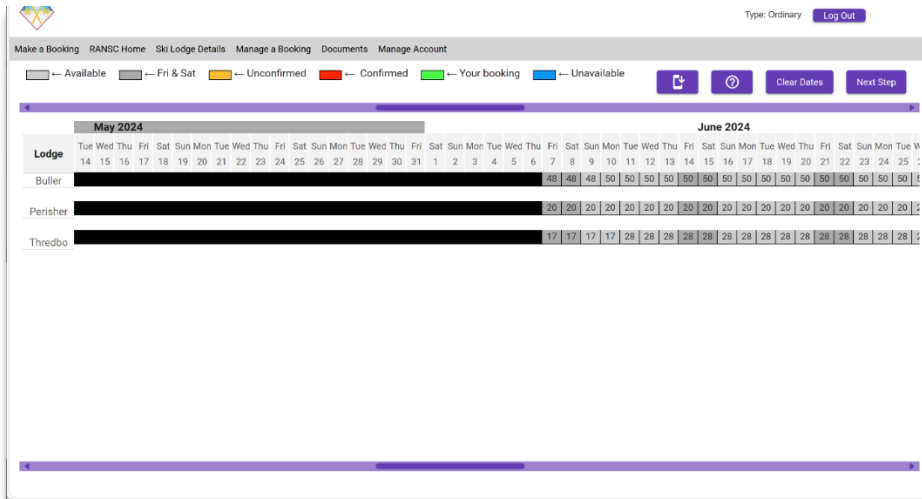 Type: Ordinary Log Out
Make a Booking RANSC Home Ski Lodge Details Manage a Booking Documents Manage Account
← Available ← Fri & Sat ← Unconfirmed ← Confirmed ← Your booking ← Unavailable Clear Dates Next Step
May 2024 June 2024
Lodge
Tue Wed Thu Fri Sat Sun Mon Tue Wed Thu Fri Sat Sun Mon Tue Wed Thu Fri Sat Sun Mon Tue Wed Thu Fri Sat Sun Mon Tue Wed Thu Fri Sat Sun Mon Tue Wed Thu Fri Sat Sun Mon Tue
14 15 16 17 18 19 20 21 22 23 24 25 26 27 28 29 30 31 1 2 3 4 5 6 7 8 9 10 11 12 13 14 15 16 17 18 19 20 21 22 23 24 25
Buller 48 48 48 50 50 50 50 50 50 50 50 50 50 50 50 50 50 50 50
Perisher 20 20 20 20 20 20 20 20 20 20 20 20 20 20 20 20 20 20 20
Thredbo 17 17 17 17 28 28 28 28 28 28 28 28 28 28 28 28 28 28 28